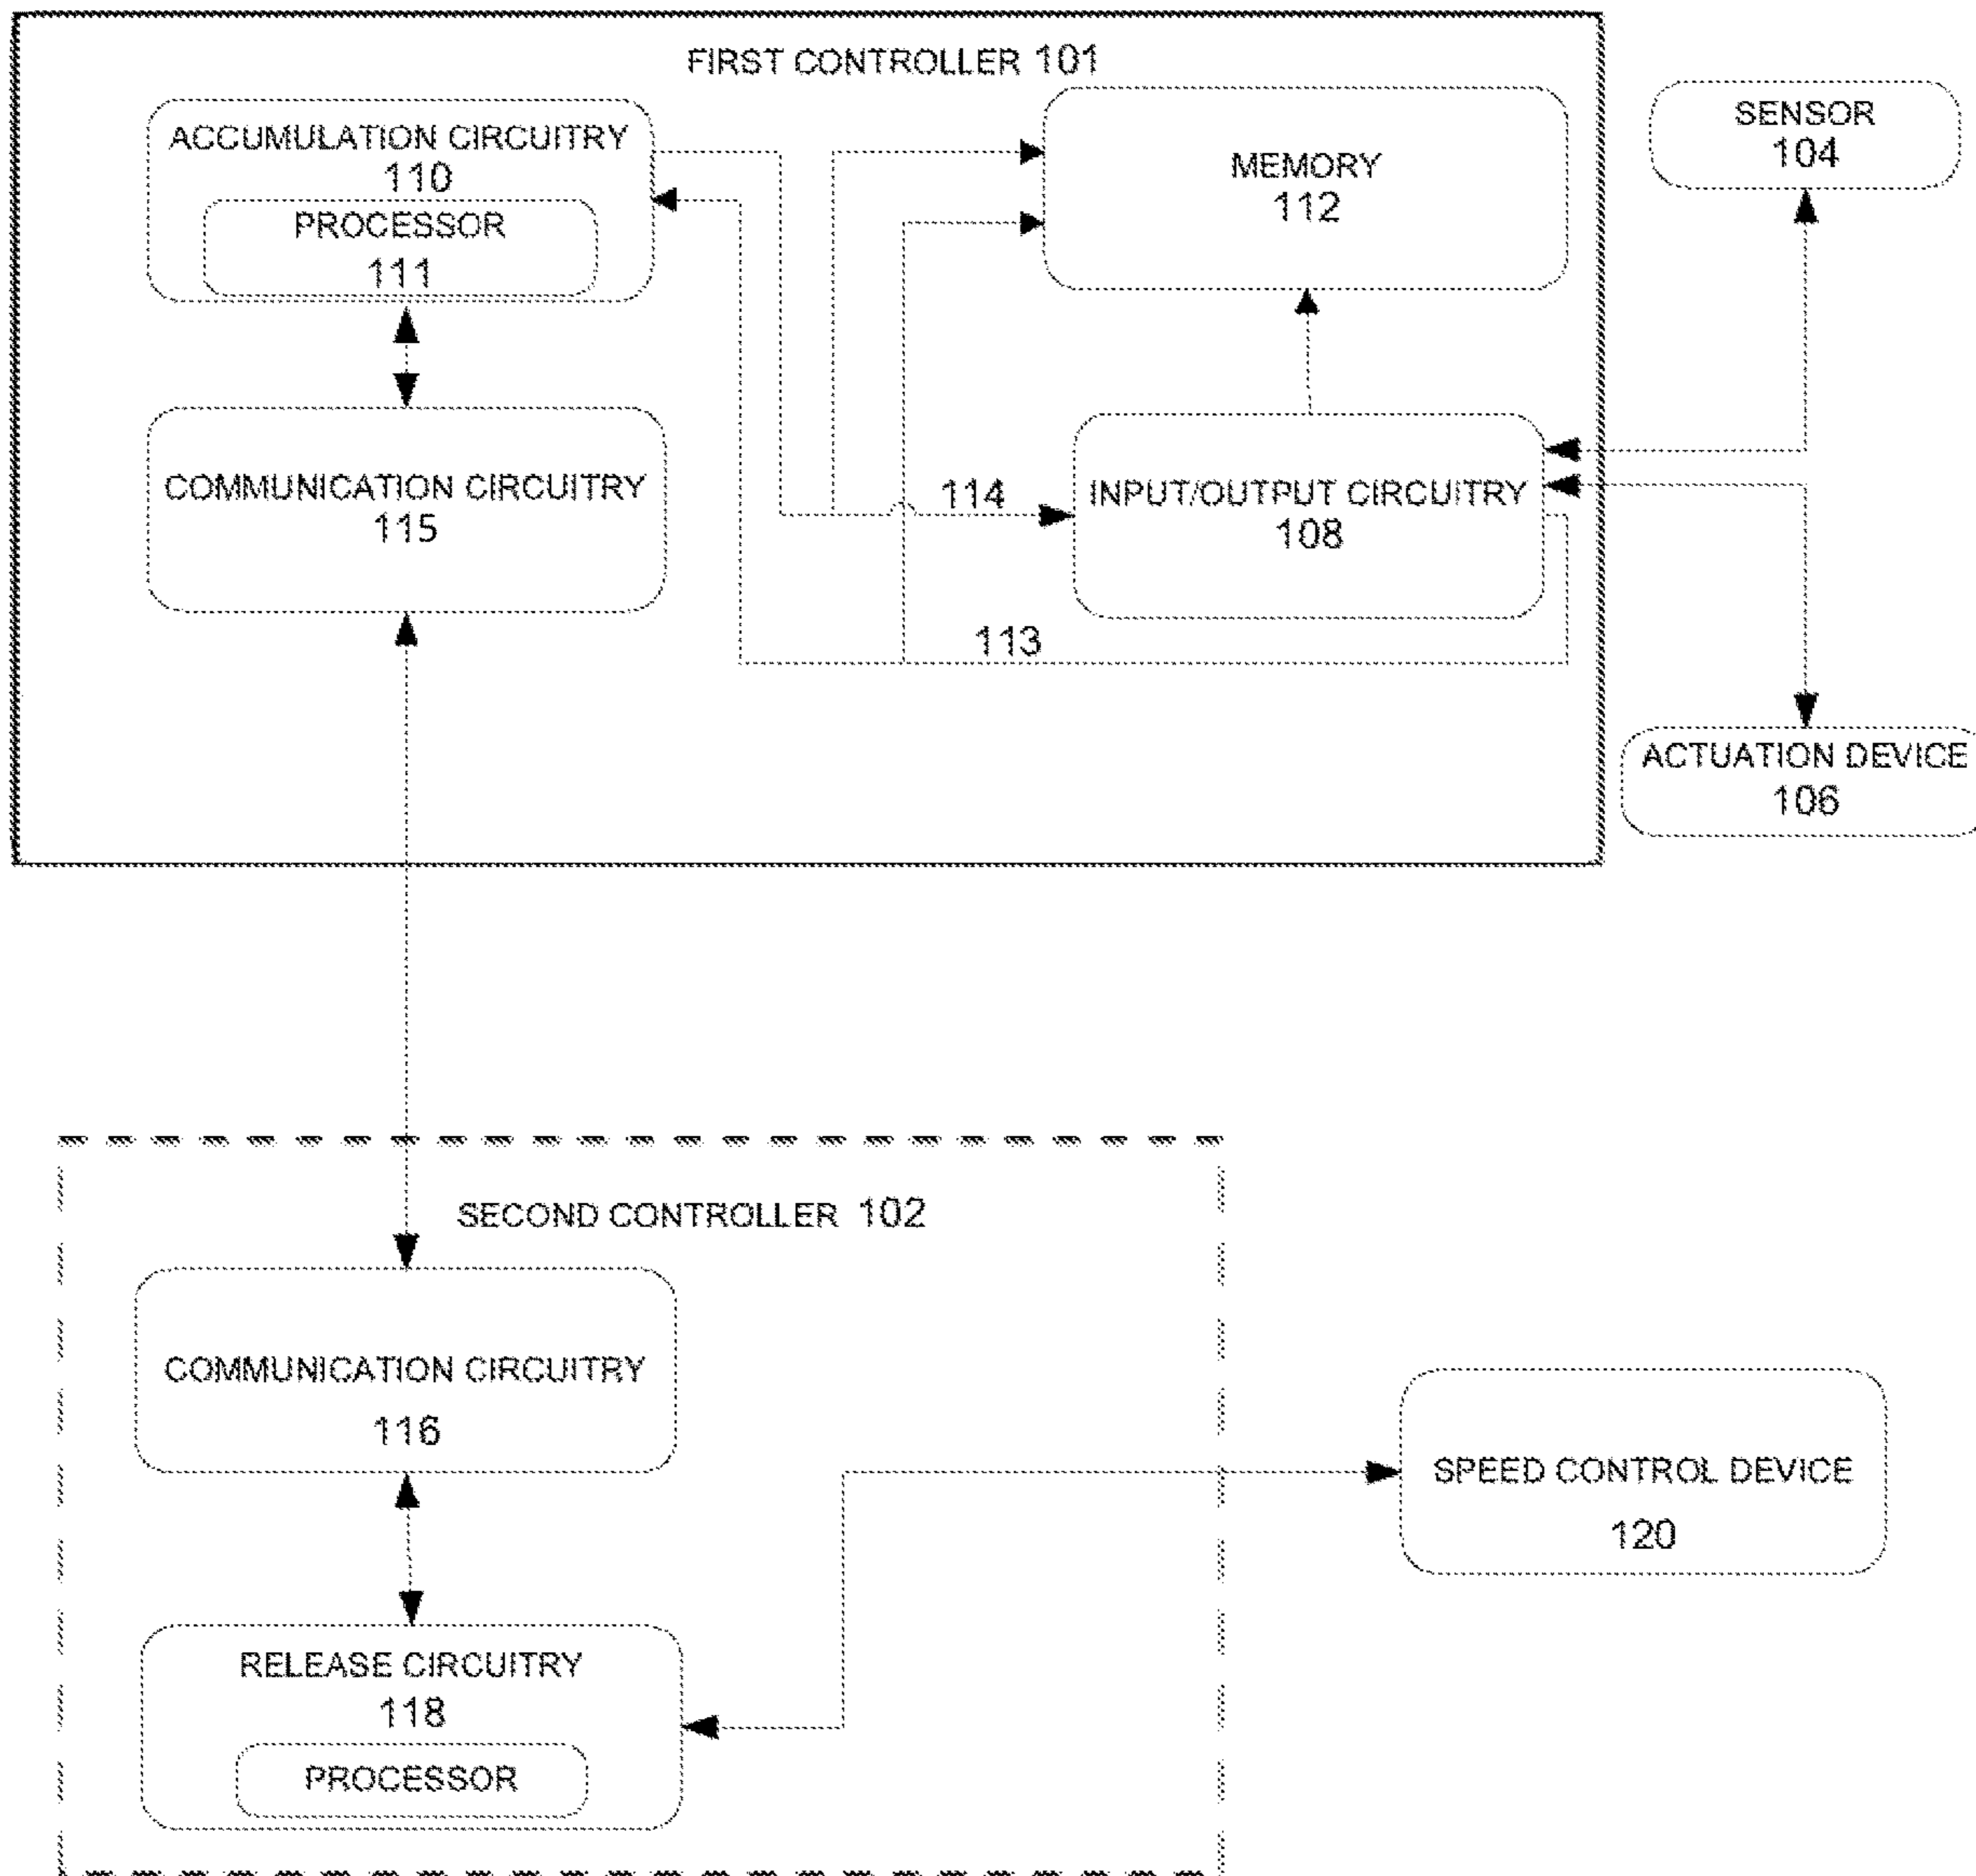 FIRST CONTROLLER 101
ACCUMULATION CIRCUITRY
110
PROCESSOR
111
MEMORY
112
SENSOR
104
COMMUNICATION CIRCUITRY
115
114
INPUT/OUTPUT CIRCUITRY
108
113
ACTUATION DEVICE
106
SECOND CONTROLLER 102
COMMUNICATION CIRCUITRY
116
SPEED CONTROL DEVICE
120
RELEASE CIRCUITRY
118
PROCESSOR